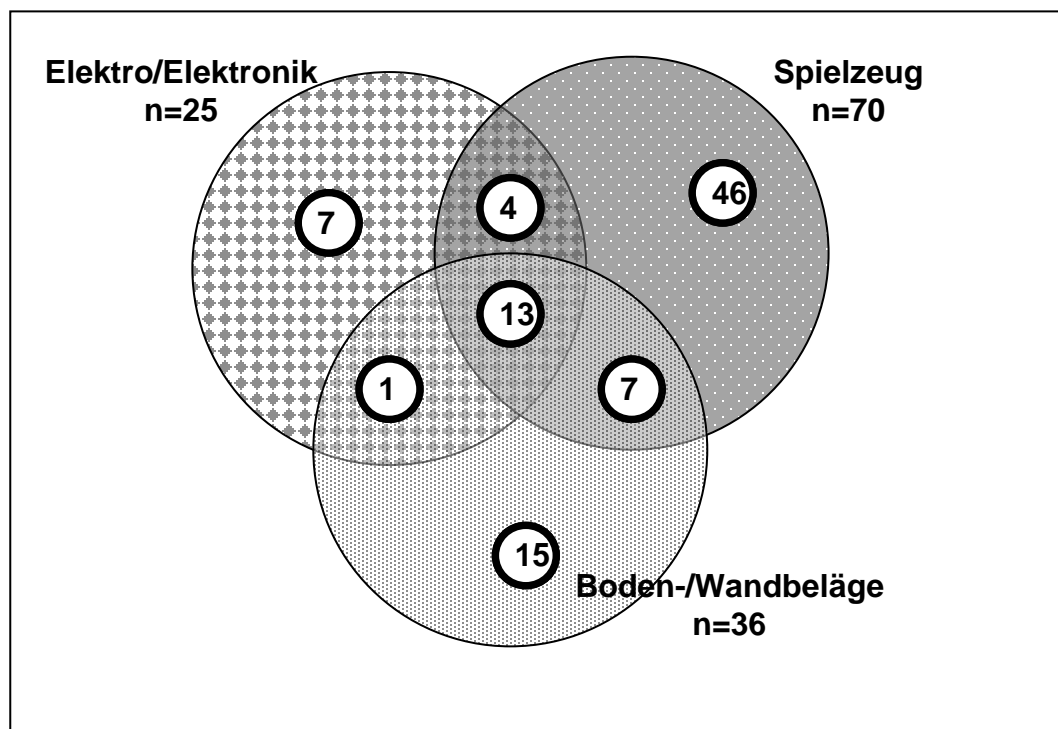 Elektro/Elektronik
n=25
Spielzeug
n=70
7
4
46
13
1
7
15
Boden-/Wandbeläge
n=36